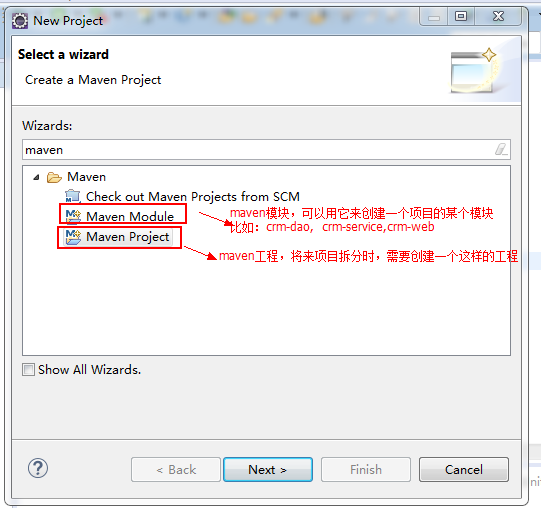 New Project
Select a wizard
Create a Maven Project
Wizards:
maven
Maven
Check out Maven Projects from SCM
Maven Module
maven模块，可以用它来创建一个项目的某个模块
比如：crm-dao，crm-service,crm-web
Maven Project
maven工程，将来项目拆分时，需要创建一个这样的工程
Show All Wizards.
< Back
Next >
Finish
Cancel